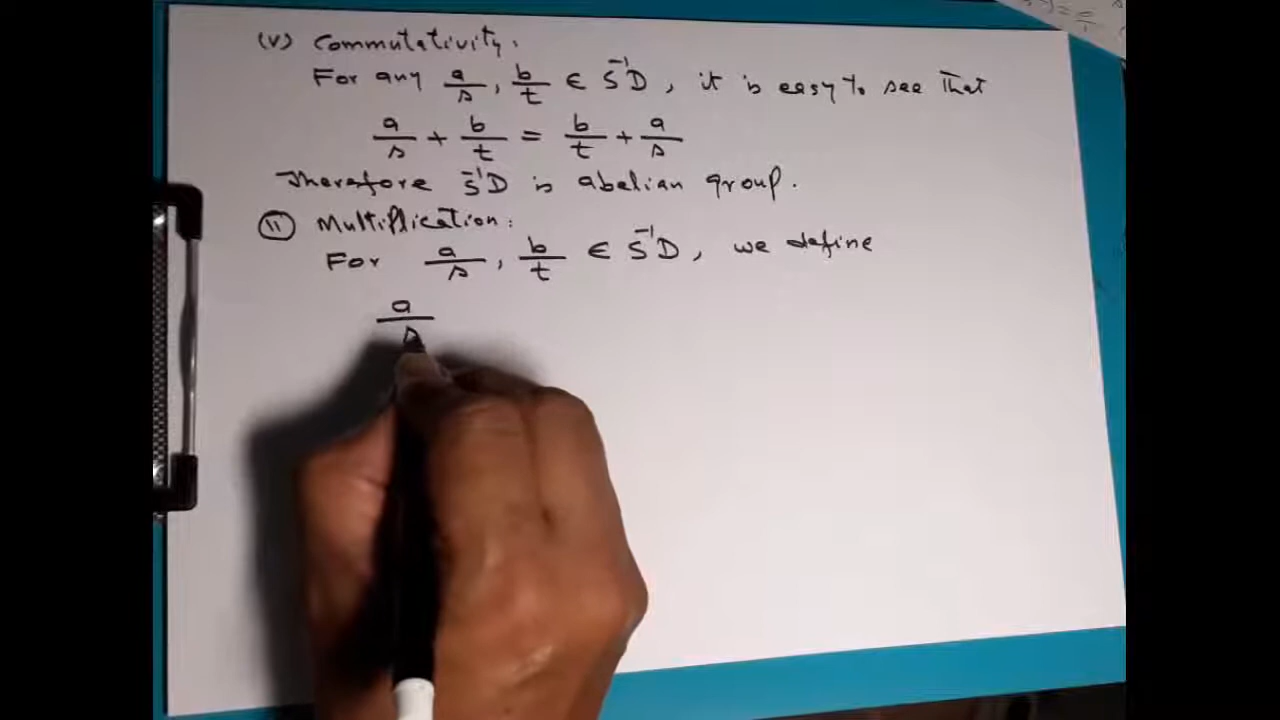 (v) Commutativity:
For any a/s, b/t ∈ S⁻¹D, it is easy to see that
a/s + b/t = b/t + a/s
Therefore S⁻¹D is abelian group.
(ii) Multiplication:
For a/s, b/t ∈ S⁻¹D, we define
a/s